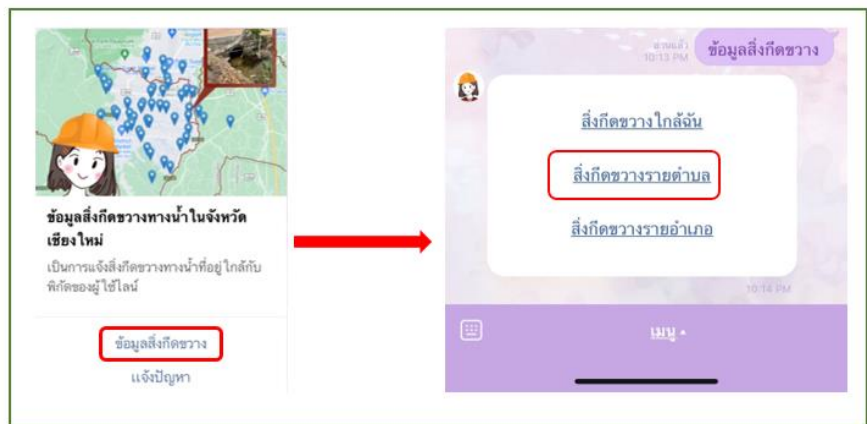 ข้อมูลสิ่งกีดขวางทางน้ำในจังหวัด
เชียงใหม่
เป็นการแจ้งสิ่งกีดขวางทางน้ำที่อยู่ใกล้กับ
พิกัดของผู้ใช้ไลน์
ข้อมูลสิ่งกีดขวาง
แจ้งปัญหา
อ่านแล้ว
10:13 PM
ข้อมูลสิ่งกีดขวาง
สิ่งกีดขวางใกล้ฉัน
สิ่งกีดขวางรายตำบล
สิ่งกีดขวางรายอำเภอ
10:14 PM
เมนู